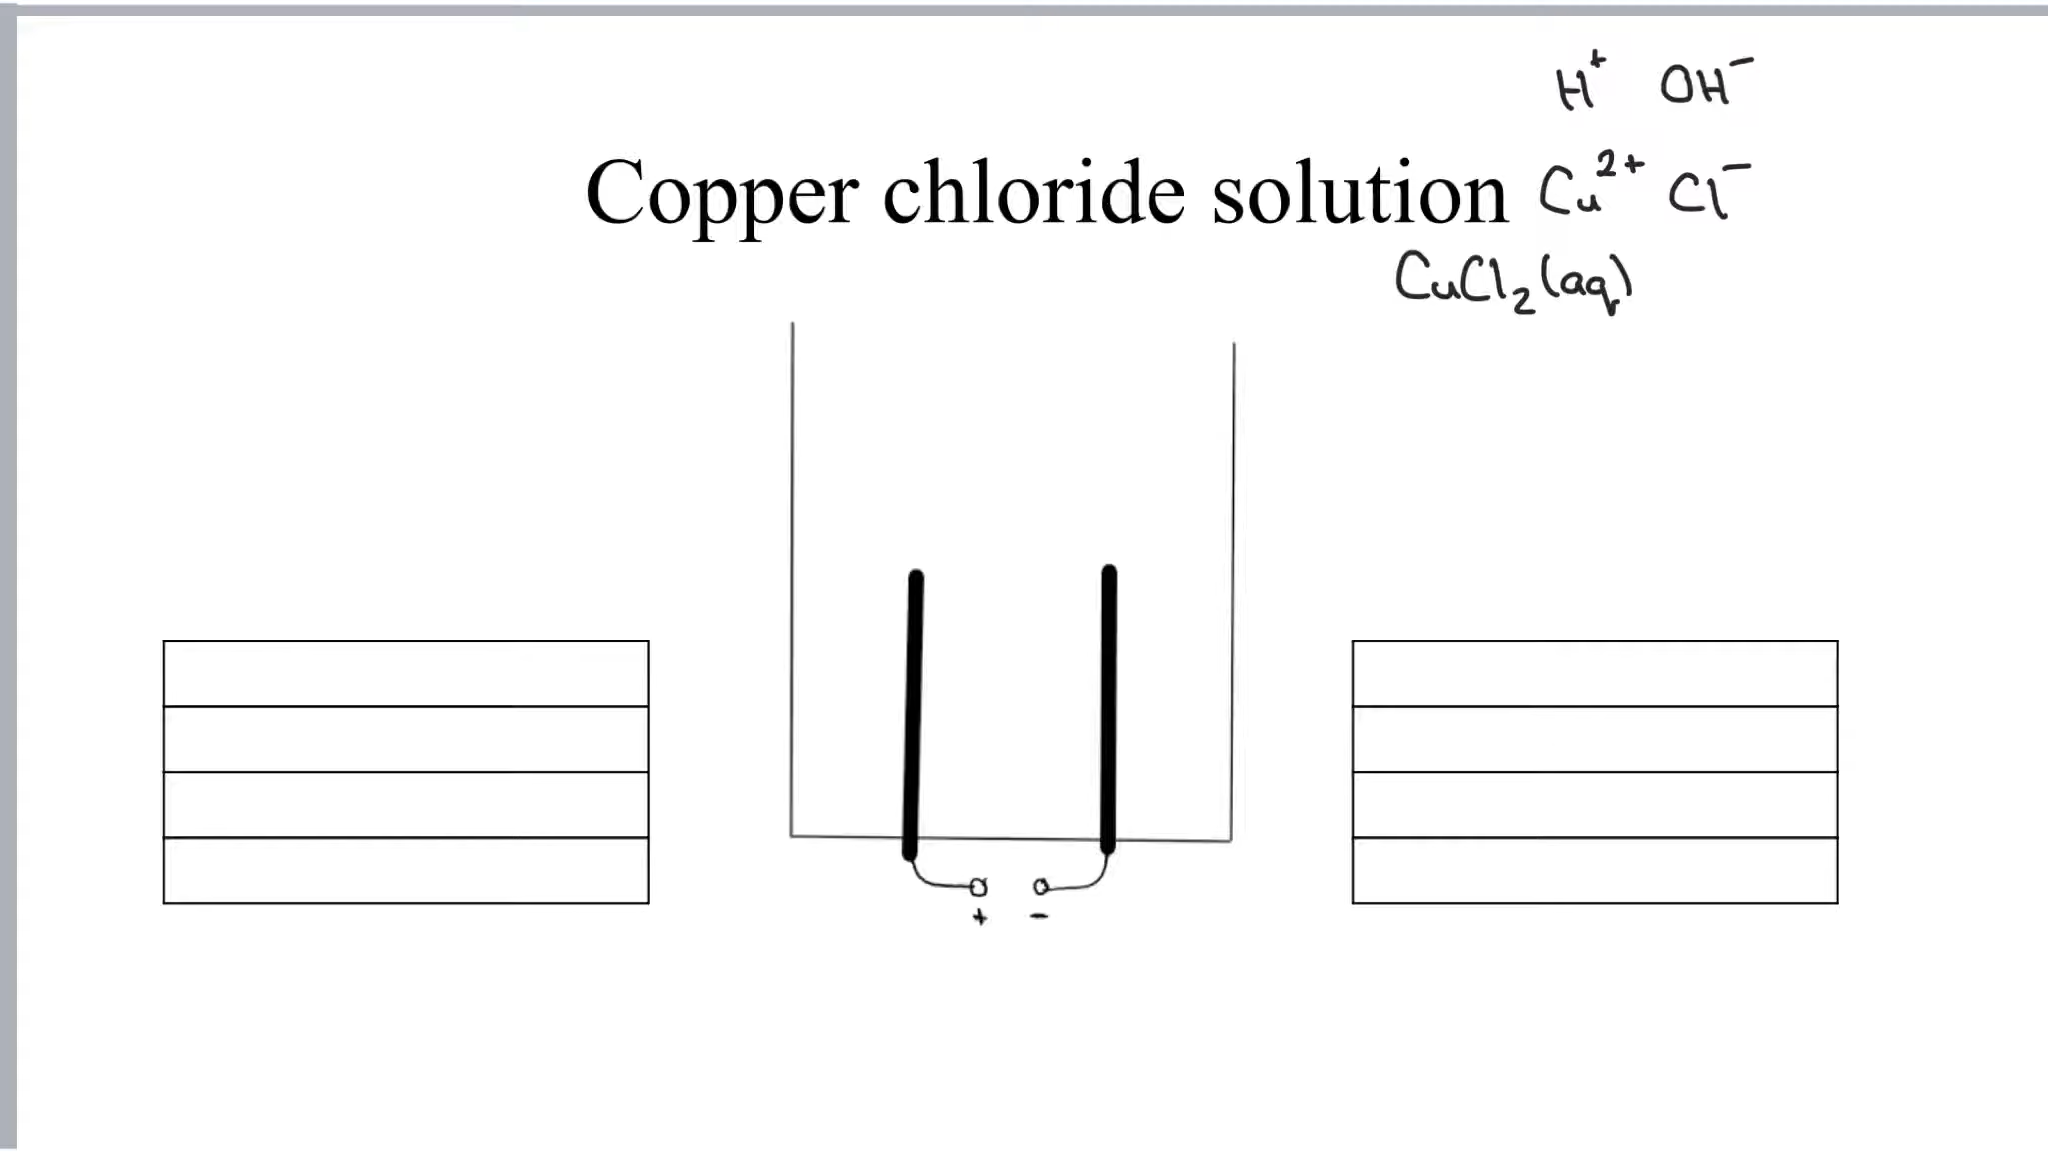 H⁺ OH⁻
Copper chloride solution Cu²⁺ Cl⁻
CuCl₂(aq)
+ -